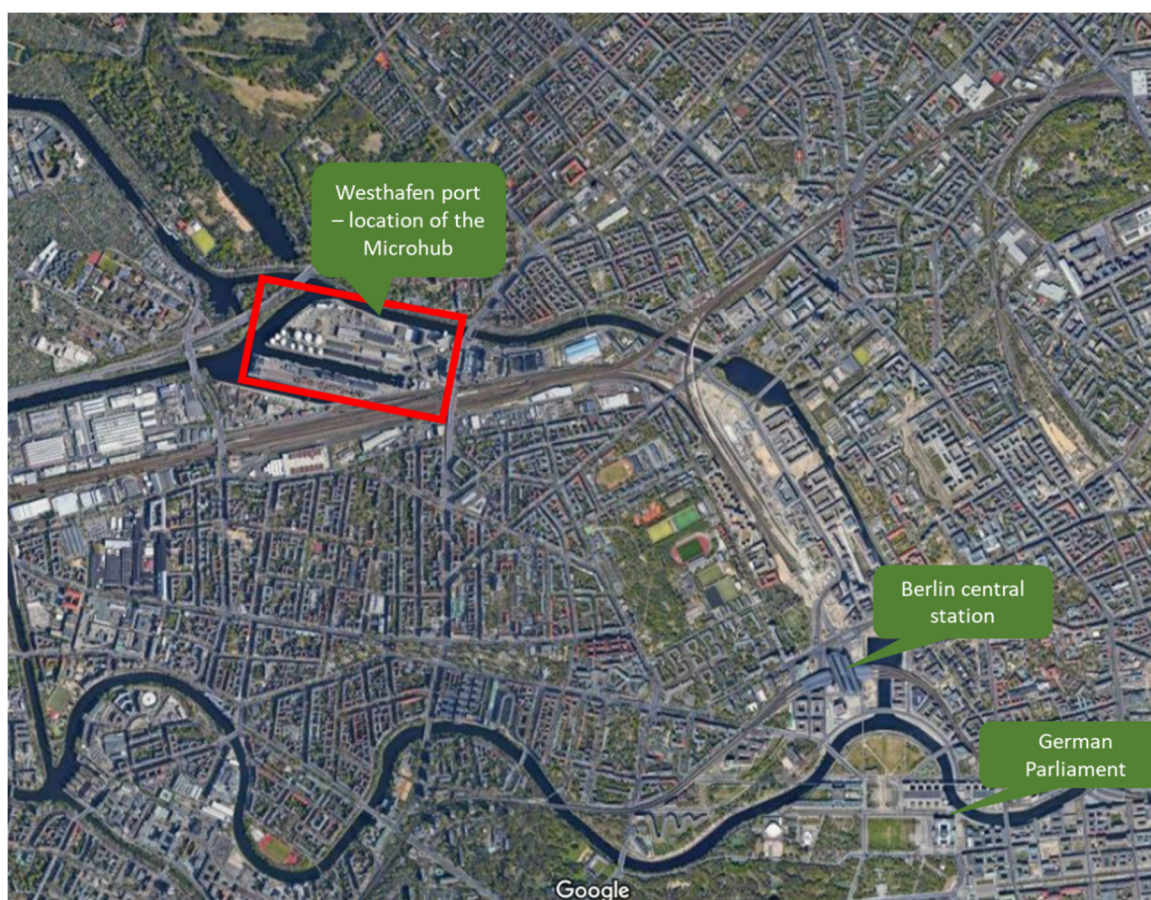 Westhafen port
– location of the
Microhub
Berlin central
station
German
Parliament
Google